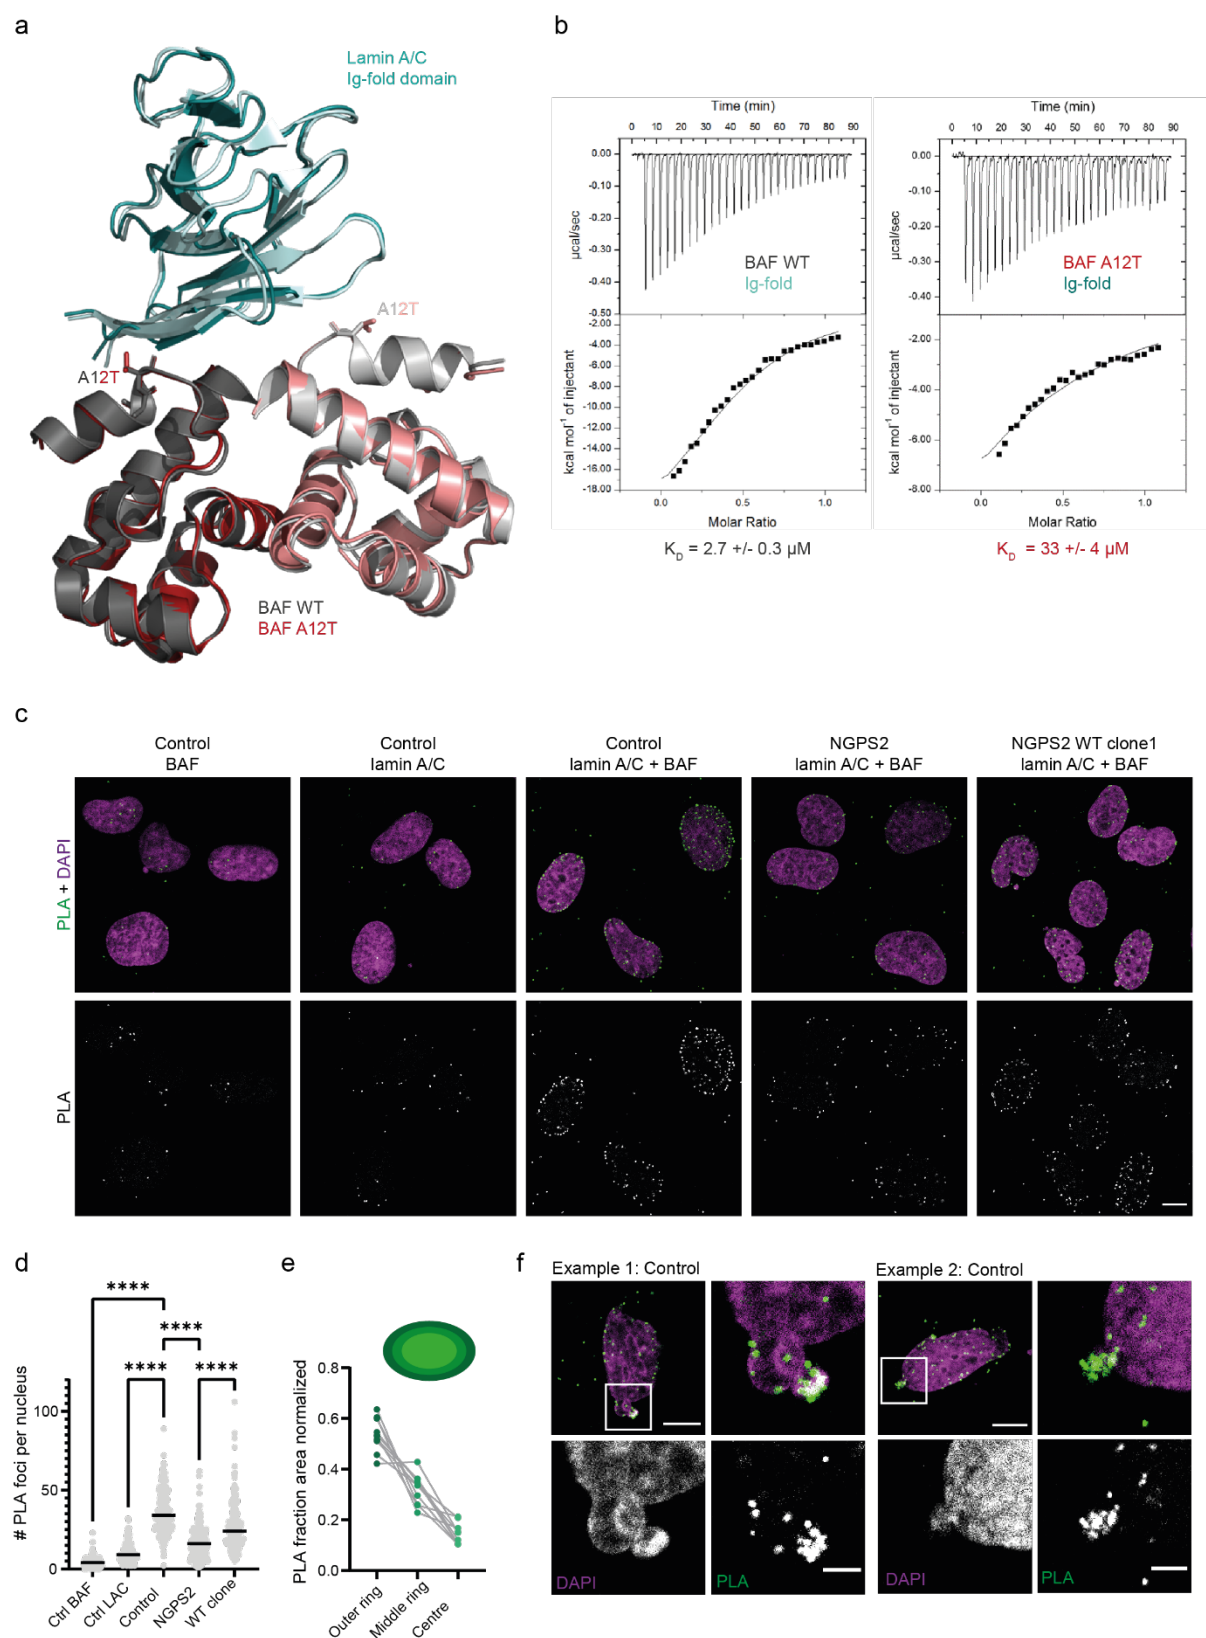 a
Lamin A/C
Ig-fold domain
A12T
A12T
BAF WT
BAF A12T
b
Time (min)
0 10 20 30 40 50 60 70 80 90
0.00
-0.10
-0.20
-0.30
-0.40
-0.50
µcal/sec
BAF WT
Ig-fold
-2.00
-4.00
-6.00
-8.00
-10.00
-12.00
-14.00
-16.00
-18.00
kcal mol⁻¹ of injectant
0.0 0.5 1.0
Molar Ratio
K_D = 2.7 +/- 0.3 µM
Time (min)
0 10 20 30 40 50 60 70 80 90
0.00
-0.10
-0.20
-0.30
-0.40
µcal/sec
BAF A12T
Ig-fold
-2.00
-4.00
-6.00
-8.00
kcal mol⁻¹ of injectant
0.0 0.5 1.0
Molar Ratio
K_D = 33 +/- 4 µM
c
Control
BAF
Control
lamin A/C
Control
lamin A/C + BAF
NGPS2
lamin A/C + BAF
NGPS2 WT clone1
lamin A/C + BAF
PLA + DAPI
PLA
d
****
****
****
****
# PLA foci per nucleus
100
50
0
Ctrl BAF
Ctrl LAC
Control
NGPS2
WT clone
e
PLA fraction area normalized
0.8
0.6
0.4
0.2
0.0
Outer ring
Middle ring
Centre
f
Example 1: Control
Example 2: Control
DAPI
PLA
DAPI
PLA